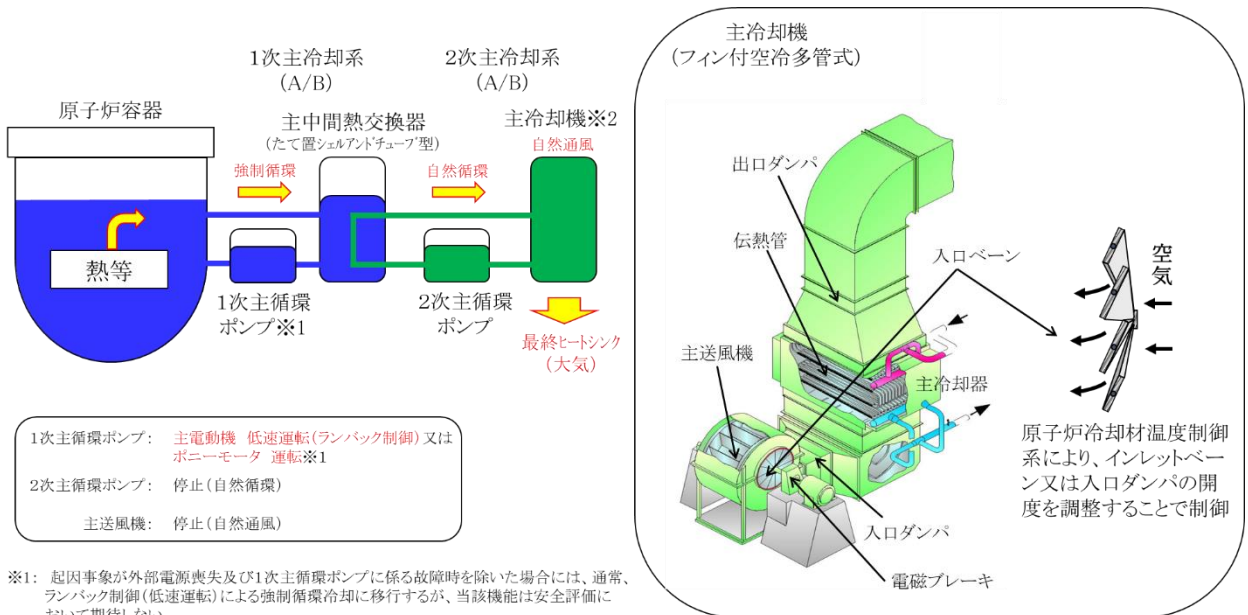 1次主冷却系
(A/B)
2次主冷却系
(A/B)
原子炉容器
主中間熱交換器
(たて置シェルアンドチューブ型)
主冷却機※2
自然通風
強制循環
自然循環
熱等
1次主循環
ポンプ※1
2次主循環
ポンプ
最終ヒートシンク
(大気)
1次主循環ポンプ: 主電動機 低速運転(ランバック制御)又は
ポニーモータ 運転※1
2次主循環ポンプ: 停止(自然循環)
主送風機: 停止(自然通風)
※1: 起因事象が外部電源喪失及び1次主循環ポンプに係る故障時を除いた場合には、通常、
ランバック制御(低速運転)による強制循環冷却に移行するが、当該機能は安全評価に
おいて期待しない
主冷却機
(フィン付空冷多管式)
出口ダンパ
伝熱管
入口ベーン
空気
主送風機
主冷却器
入口ダンパ
電磁ブレーキ
原子炉冷却材温度制御
系により、インレットベー
ン又は入口ダンパの開
度を調整することで制御